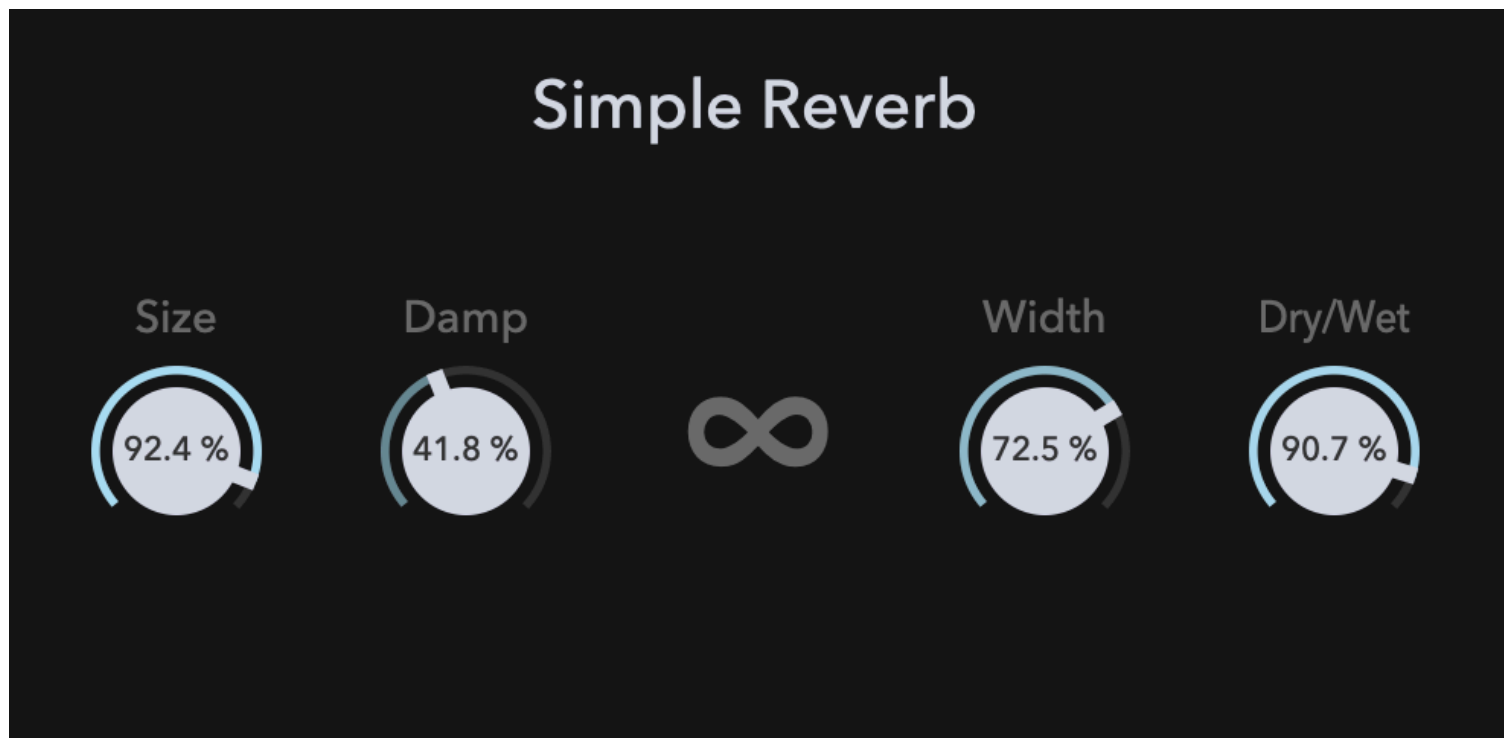 Simple Reverb
Size Damp Width Dry/Wet
92.4 % 41.8 % ∞ 72.5 % 90.7 %